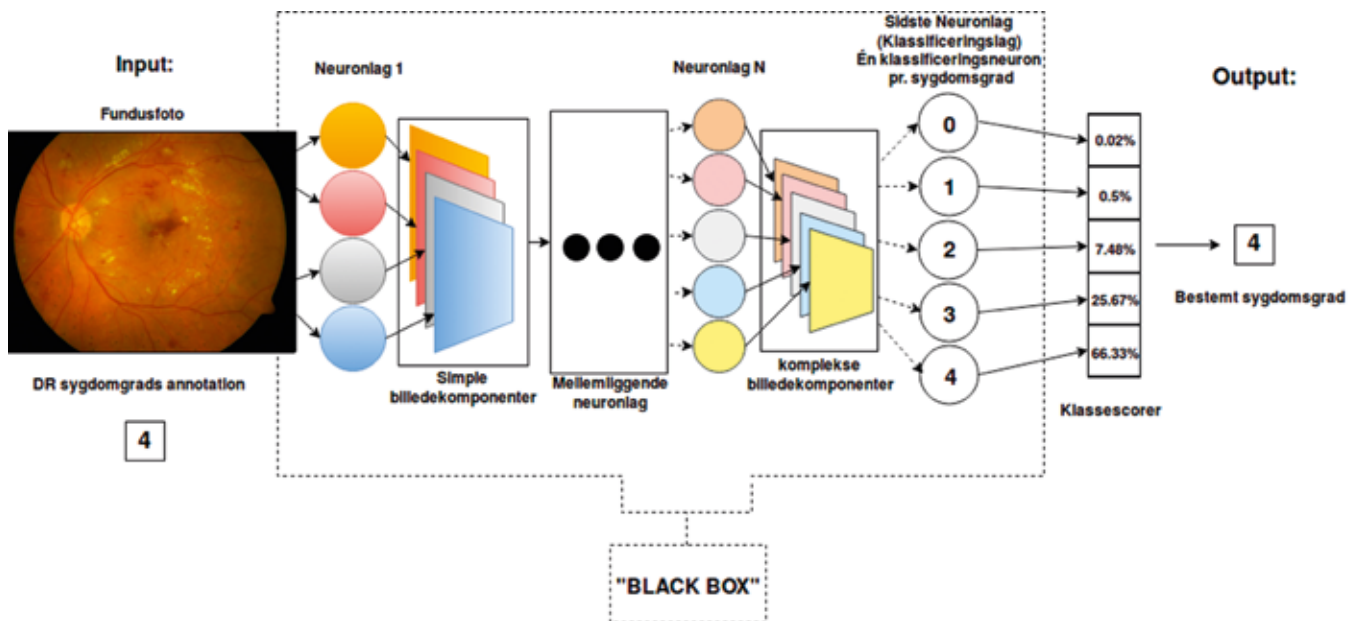 Input:
Fundusfoto
DR sygdomgrads annotation
4
Neuronlag 1
Simple
billedekomponenter
Mellemliggende
neuronlag
Neuronlag N
komplekse
billedekomponenter
Sidste Neuronlag
(Klassificeringslag)
Én klassificeringsneuron
pr. sygdomsgrad
0
1
2
3
4
0.02%
0.5%
7.48%
25.67%
66.33%
Klassescorer
Output:
4
Bestemt sygdomsgrad
"BLACK BOX"